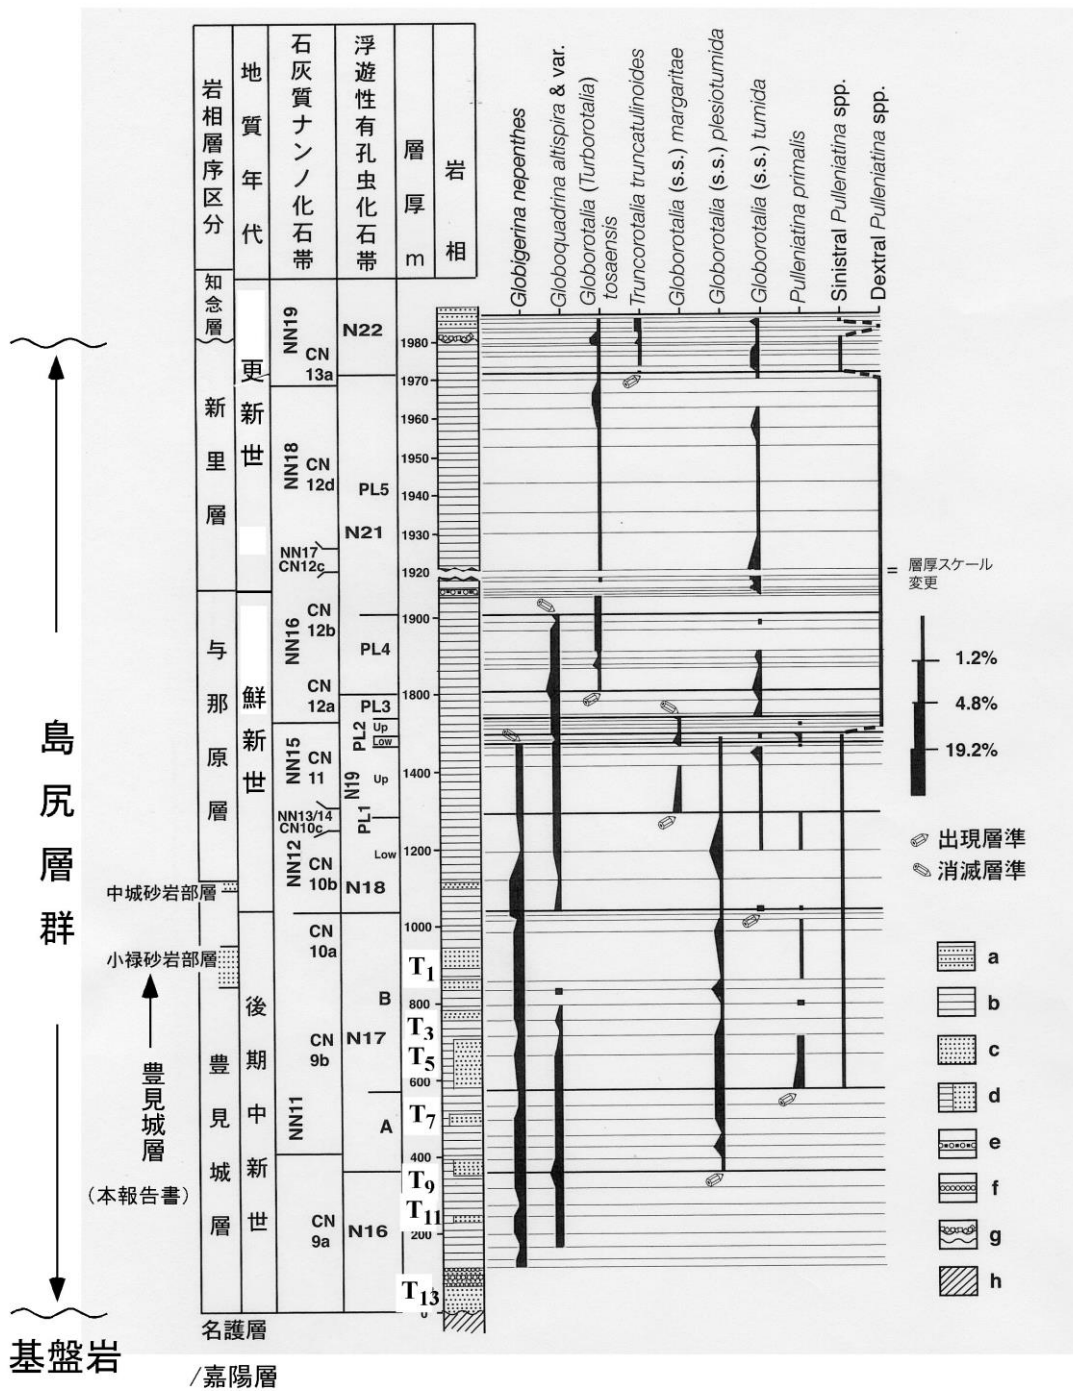 岩相層序区分
地質年代
石灰質ナンノ化石帯
浮遊性有孔虫化石帯
層厚 m
岩相
Globigerina nepenthes
Globoquadrina altispira & var.
Globorotalia (Turborotalia)
tosaensis
Truncorotalia truncatulinoides
Globorotalia (s.s.) margaritae
Globorotalia (s.s.) plesiotumida
Globorotalia (s.s.) tumida
Pulleniatina primalis
Sinistral Pulleniatina spp.
Dextral Pulleniatina spp.
知念層
新里層
与那原層
中城砂岩部層
小禄砂岩部層
豊見城層
更新世
鮮新世
後期中新世
NN19
CN
13a
NN18
CN
12d
NN17
CN12c
NN16
CN
12b
CN
12a
NN15
CN
11
NN13/14
CN10c
NN12
CN
10b
CN
10a
CN
9b
NN11
CN
9a
N22
PL5
N21
PL4
PL3
PL2
Up
Low
N19
Up
PL1
Low
N18
B
N17
A
N16
1980
1970
1960
1950
1940
1930
1920
1900
1800
1400
1200
1000
800
600
400
200
0
T1
T3
T5
T7
T9
T11
T13
島尻層群
豊見城層
（本報告書）
基盤岩
名護層
/嘉陽層
= 層厚スケール
変更
1.2%
4.8%
19.2%
出現層準
消滅層準
a
b
c
d
e
f
g
h